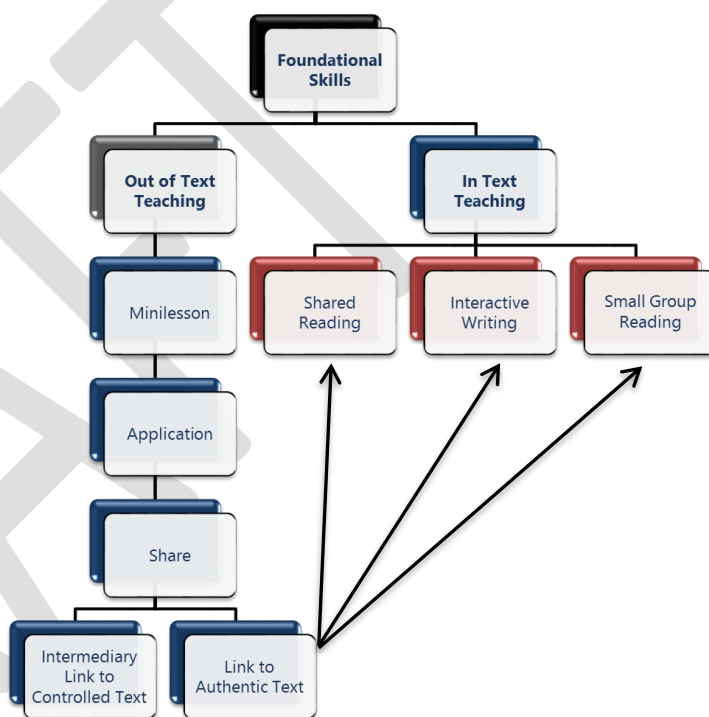 Foundational
Skills
Out of Text
Teaching
In Text
Teaching
Minilesson
Shared
Reading
Interactive
Writing
Small Group
Reading
Application
Share
Intermediary
Link to
Controlled Text
Link to
Authentic Text